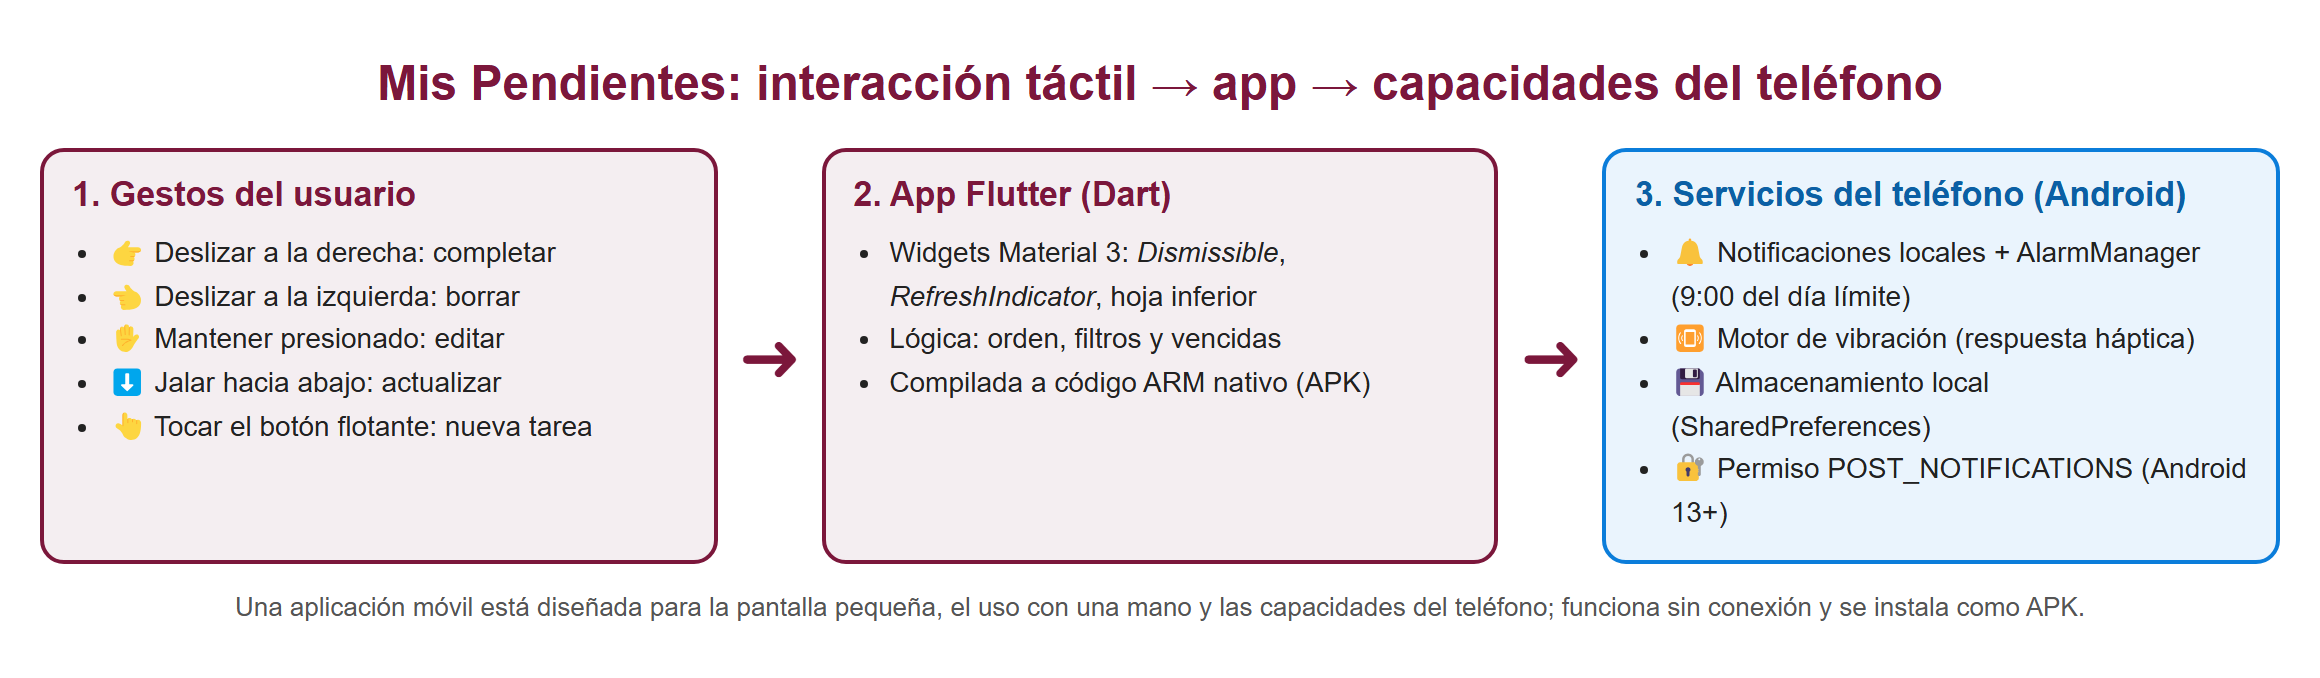 Mis Pendientes: interacción táctil → app → capacidades del teléfono
1. Gestos del usuario
• 👉 Deslizar a la derecha: completar
• 👈 Deslizar a la izquierda: borrar
• ✋ Mantener presionado: editar
• ⬇️ Jalar hacia abajo: actualizar
• 👆 Tocar el botón flotante: nueva tarea
➜
2. App Flutter (Dart)
• Widgets Material 3: Dismissible,
RefreshIndicator, hoja inferior
• Lógica: orden, filtros y vencidas
• Compilada a código ARM nativo (APK)
➜
3. Servicios del teléfono (Android)
• 🔔 Notificaciones locales + AlarmManager
(9:00 del día límite)
• 📳 Motor de vibración (respuesta háptica)
• 💾 Almacenamiento local
(SharedPreferences)
• 🔐 Permiso POST_NOTIFICATIONS (Android
13+)
Una aplicación móvil está diseñada para la pantalla pequeña, el uso con una mano y las capacidades del teléfono; funciona sin conexión y se instala como APK.